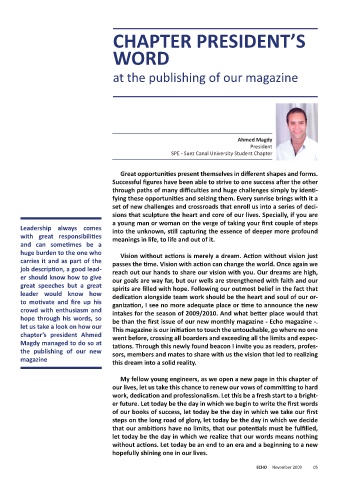 CHAPTER PRESIDENT'S
WORD
at the publishing of our magazine
Ahmed Magdy
President
SPE - Suez Canal University Student Chapter
Leadership always comes
with great responsibilities
and can sometimes be a
huge burden to the one who
carries it and as part of the
job description, a good lead-
er should know how to give
great speeches but a great
leader would know how
to motivate and fire up his
crowd with enthusiasm and
hope through his words, so
let us take a look on how our
chapter's president Ahmed
Magdy managed to do so at
the publishing of our new
magazine
Great opportunities present themselves in different shapes and forms.
Successful figures have been able to strive to one success after the other
through paths of many difficulties and huge challenges simply by identi-
fying these opportunities and seizing them. Every sunrise brings with it a
set of new challenges and crossroads that enroll us into a series of deci-
sions that sculpture the heart and core of our lives. Specially, if you are
a young man or woman on the verge of taking your first couple of steps
into the unknown, still capturing the essence of deeper more profound
meanings in life, to life and out of it.
Vision without actions is merely a dream. Action without vision just
passes the time. Vision with action can change the world. Once again we
reach out our hands to share our vision with you. Our dreams are high,
our goals are way far, but our wells are strengthened with faith and our
spirits are filled with hope. Following our outmost belief in the fact that
dedication alongside team work should be the heart and soul of our or-
ganization, I see no more adequate place or time to announce the new
intakes for the season of 2009/2010. And what better place would that
be than the first issue of our new monthly magazine - Echo magazine -.
This magazine is our initiation to touch the untouchable, go where no one
went before, crossing all boarders and exceeding all the limits and expec-
tations. Through this newly found beacon I invite you as readers, profes-
sors, members and mates to share with us the vision that led to realizing
this dream into a solid reality.
My fellow young engineers, as we open a new page in this chapter of
our lives, let us take this chance to renew our vows of committing to hard
work, dedication and professionalism. Let this be a fresh start to a bright-
er future. Let today be the day in which we begin to write the first words
of our books of success, let today be the day in which we take our first
steps on the long road of glory, let today be the day in which we decide
that our ambitions have no limits, that our potentials must be fulfilled,
let today be the day in which we realize that our words means nothing
without actions. Let today be an end to an era and a beginning to a new
hopefully shining one in our lives.
ECHO November 2009 05